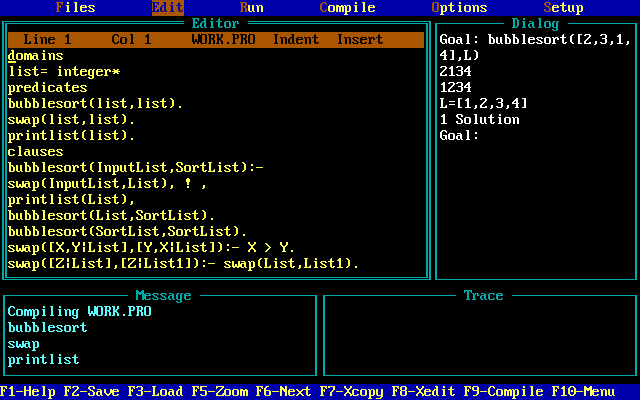 Files Edit Run Compile Options Setup
Editor
Line 1 Col 1 WORK.PRO Indent Insert
domains
list= integer*
predicates
bubblesort(list,list).
swap(list,list).
printlist(list).
clauses
bubblesort(InputList,SortList):-
swap(InputList,List), ! ,
printlist(List),
bubblesort(List,SortList).
bubblesort(SortList,SortList).
swap([X,Y¦List],[Y,X¦List]):- X > Y.
swap([Z¦List],[Z¦List1]):- swap(List,List1).
Dialog
Goal: bubblesort([2,3,1,
4],L)
2134
1234
L=[1,2,3,4]
1 Solution
Goal:
Message
Compiling WORK.PRO
bubblesort
swap
printlist
Trace
F1-Help F2-Save F3-Load F5-Zoom F6-Next F7-Xcopy F8-Xedit F9-Compile F10-Menu